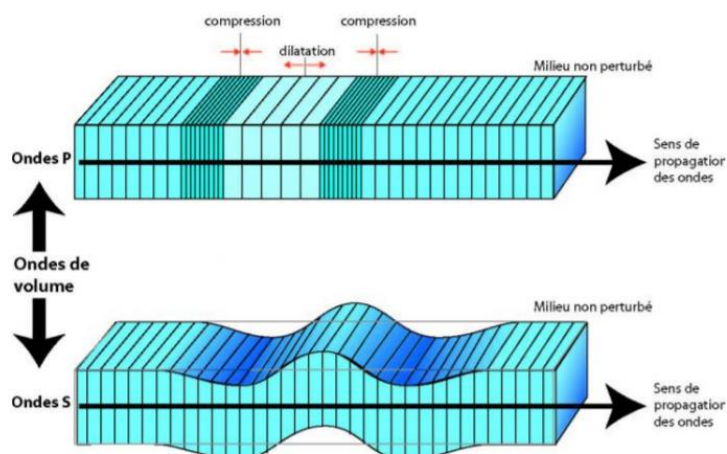 compression
compression
dilatation
Milieu non perturbé
Ondes P
Sens de
propagation
des ondes
Ondes de
volume
Milieu non perturbé
Ondes S
Sens de
propagation
des ondes